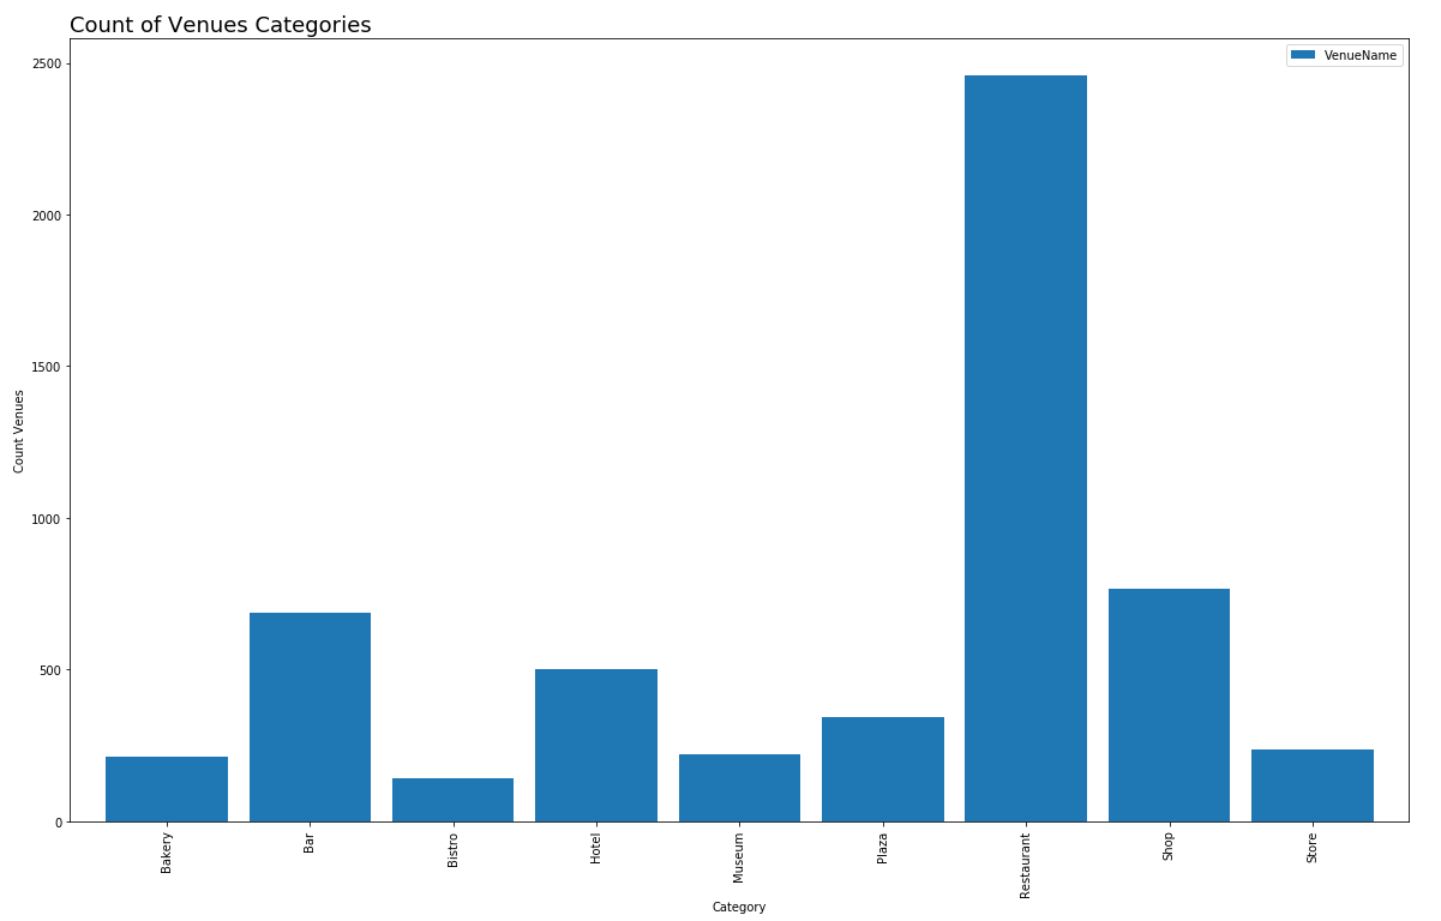 Count of Venues Categories
VenueName
2500
2000
1500
1000
500
0
Count Venues
Bakery
Bar
Bistro
Hotel
Museum
Plaza
Restaurant
Shop
Store
Category